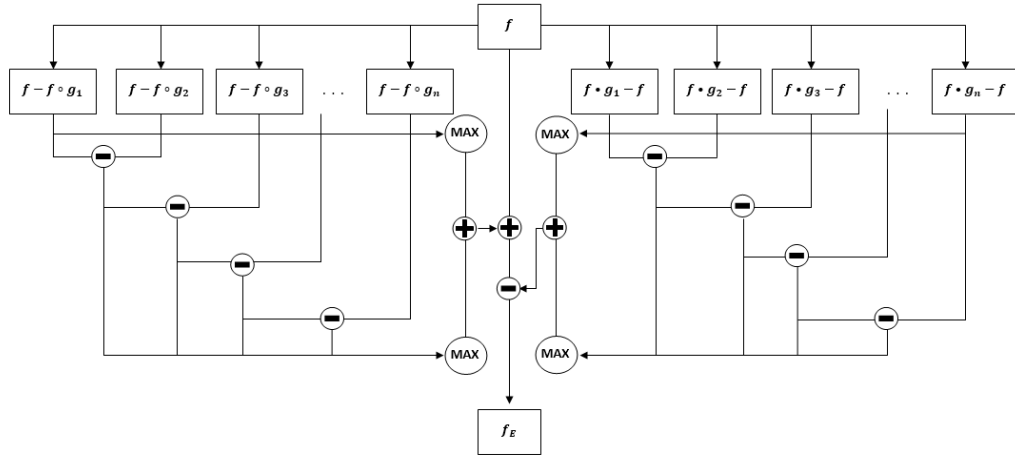 f
f − f ∘ g₁
f − f ∘ g₂
f − f ∘ g₃
. . .
f − f ∘ gₙ
f • g₁ − f
f • g₂ − f
f • g₃ − f
. . .
f • gₙ − f
MAX
MAX
MAX
MAX
f_E